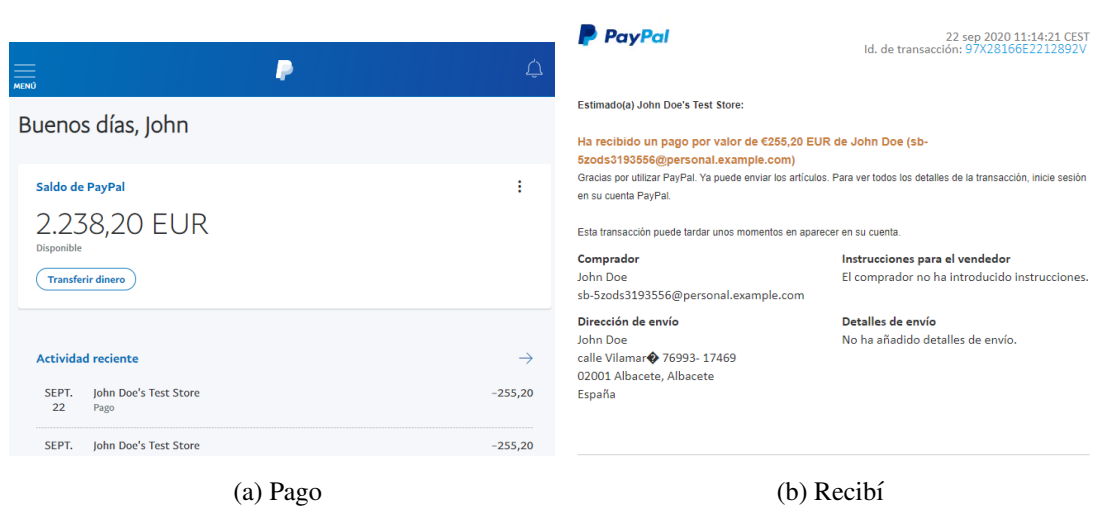 MENÚ
Buenos días, John
Saldo de PayPal
2.238,20 EUR
Disponible
Transferir dinero
Actividad reciente
SEPT. 22 John Doe's Test Store -255,20
Pago
SEPT. John Doe's Test Store -255,20
(a) Pago
PayPal
22 sep 2020 11:14:21 CEST
Id. de transacción: 97X28166E2212892V
Estimado(a) John Doe's Test Store:
Ha recibido un pago por valor de €255,20 EUR de John Doe (sb-
5zods3193556@personal.example.com)
Gracias por utilizar PayPal. Ya puede enviar los artículos. Para ver todos los detalles de la transacción, inicie sesión
en su cuenta PayPal.
Esta transacción puede tardar unos momentos en aparecer en su cuenta.
Comprador
John Doe
sb-5zods3193556@personal.example.com
Instrucciones para el vendedor
El comprador no ha introducido instrucciones.
Dirección de envío
John Doe
calle Vilamar� 76993- 17469
02001 Albacete, Albacete
España
Detalles de envío
No ha añadido detalles de envío.
(b) Recibí